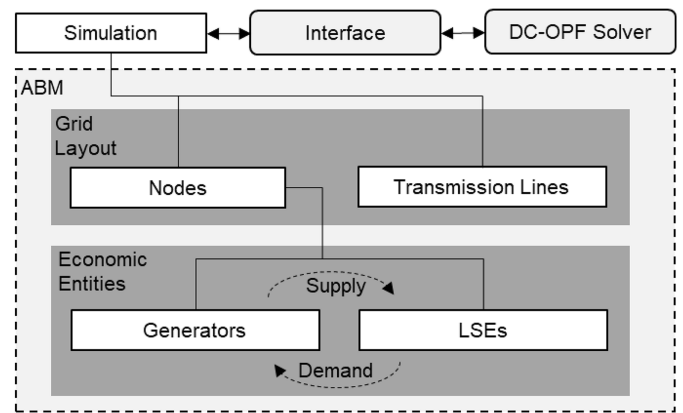 Simulation
Interface
DC-OPF Solver
ABM
Grid
Layout
Nodes
Transmission Lines
Economic
Entities
Supply
Generators
LSEs
Demand